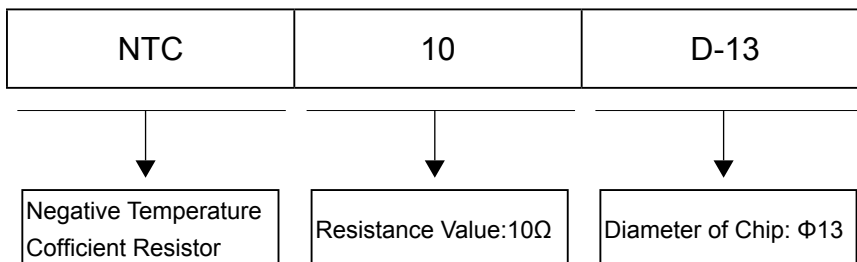 NTC 10 D-13
Negative Temperature
Cofficient Resistor
Resistance Value:10Ω
Diameter of Chip: Φ13